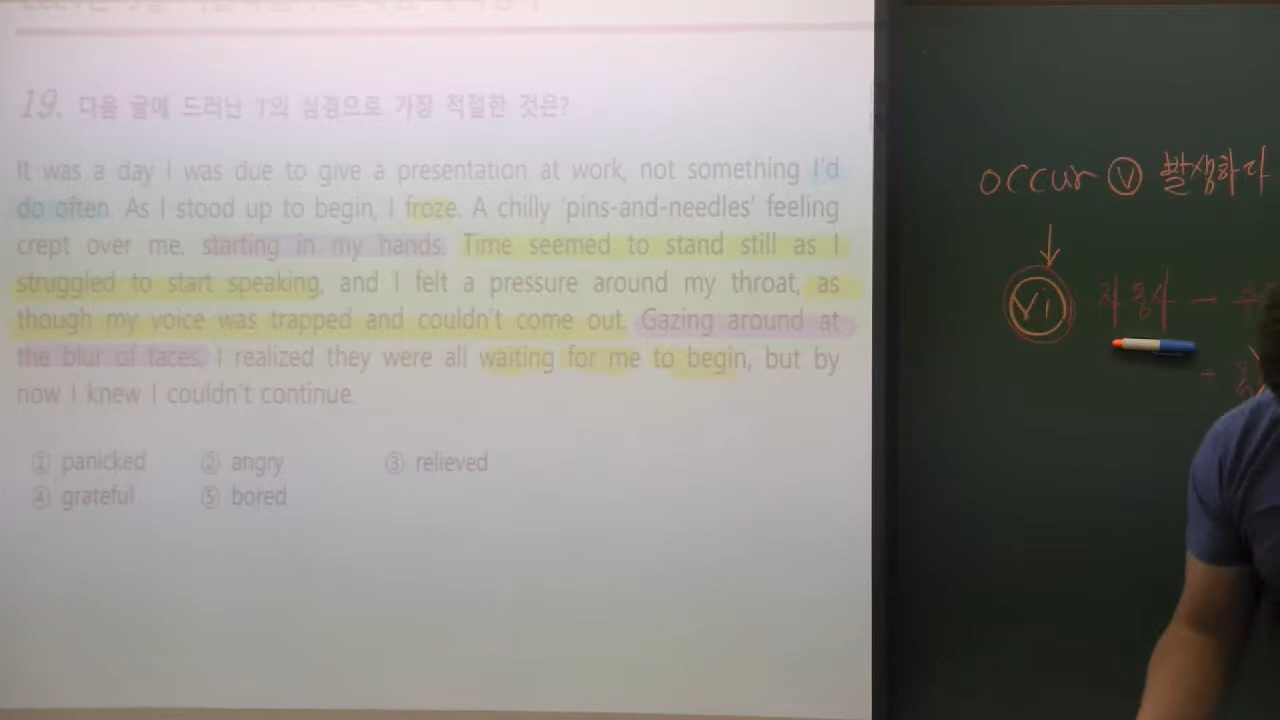 19. 다음 글에 드러난 'I'의 심경으로 가장 적절한 것은?
It was a day I was due to give a presentation at work, not something I'd
do often. As I stood up to begin, I froze. A chilly 'pins-and-needles' feeling
crept over me, starting in my hands. Time seemed to stand still as I
struggled to start speaking, and I felt a pressure around my throat, as
though my voice was trapped and couldn't come out. Gazing around at
the blur of faces, I realized they were all waiting for me to begin, but by
now I knew I couldn't continue.
① panicked ② angry ③ relieved
④ grateful ⑤ bored
occur ⓥ 발생하다
↓
vi 자동사 -